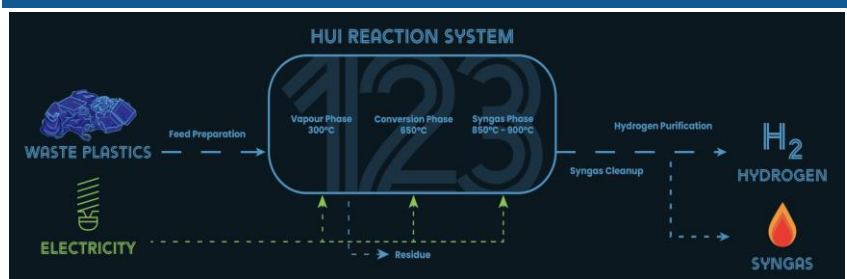 HUI REACTION SYSTEM
123
Vapour Phase
300°C
Conversion Phase
650°C
Syngas Phase
850°C - 900°C
Feed Preparation
WASTE PLASTICS
Hydrogen Purification
Syngas Cleanup
H2
HYDROGEN
ELECTRICITY
Residue
SYNGAS